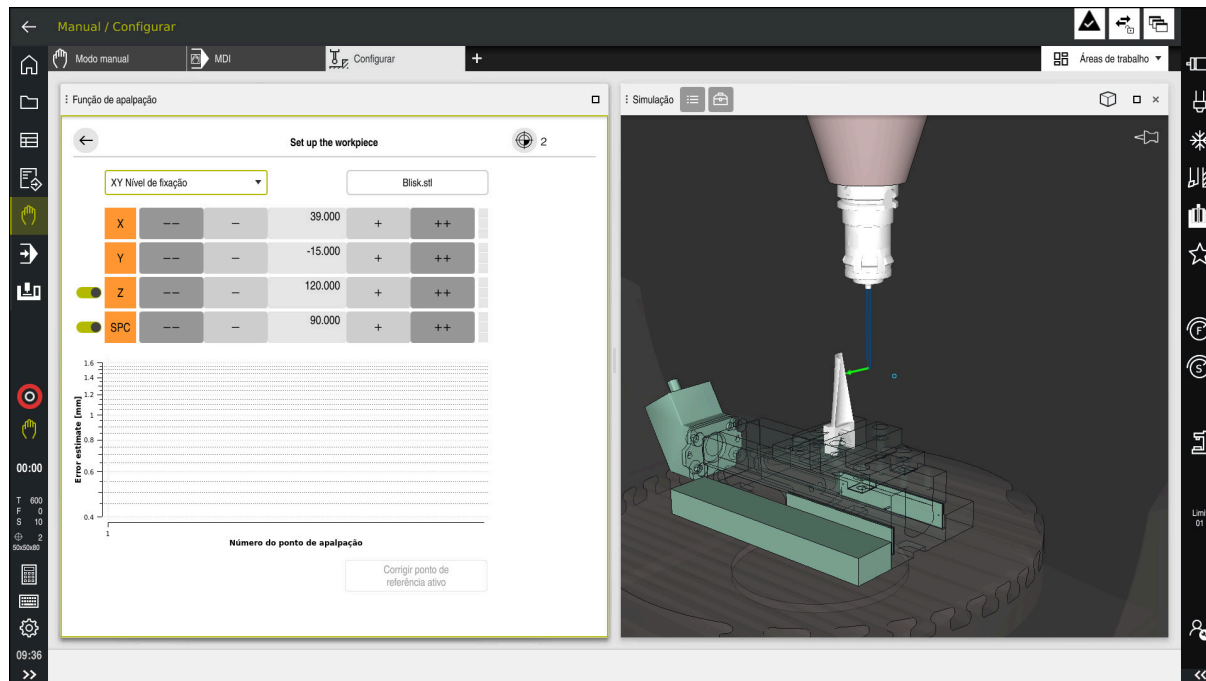 Manual / Configurar
Modo manual
MDI
Configurar
+
Áreas de trabalho
Função de apalpação
Set up the workpiece
2
XY Nível de fixação
Blisk.stl
X -- - 39.000 + ++
Y -- - -15.000 + ++
Z -- - 120.000 + ++
SPC -- - 90.000 + ++
Error estimate [mm]
1.6
1.4
1.2
1
0.8
0.6
0.4
1
Número do ponto de apalpação
Corrigir ponto de
referência ativo
Simulação
00:00
T 600
F 0
S 10
2
50x50x80
09:36
F
S
Limit
01